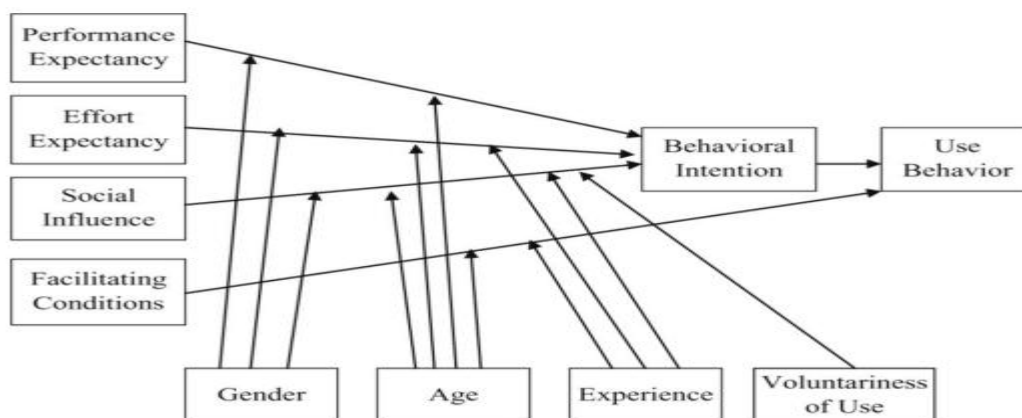 Performance
Expectancy
Effort
Expectancy
Social
Influence
Facilitating
Conditions
Behavioral
Intention
Use
Behavior
Gender
Age
Experience
Voluntariness
of Use